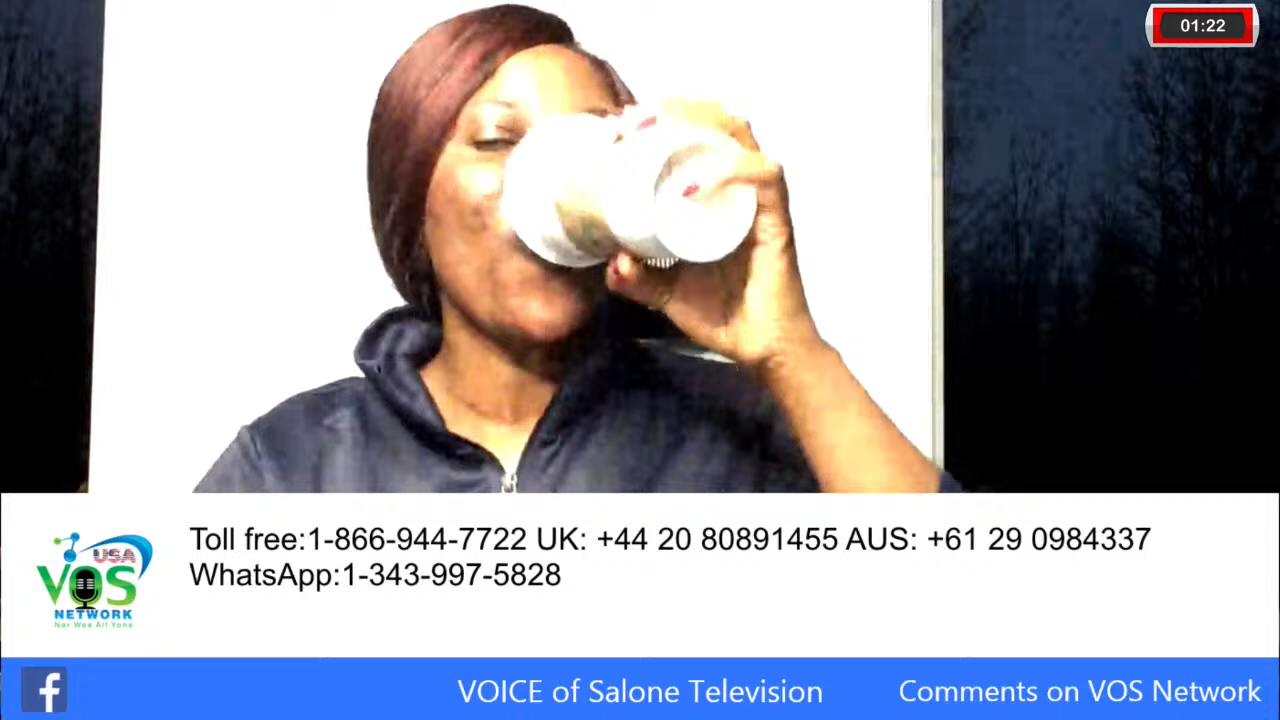 01:22
Toll free:1-866-944-7722 UK: +44 20 80891455 AUS: +61 29 0984337
WhatsApp:1-343-997-5828
USA
VOS
NETWORK
Nar Wee All Yone
VOICE of Salone Television
Comments on VOS Network